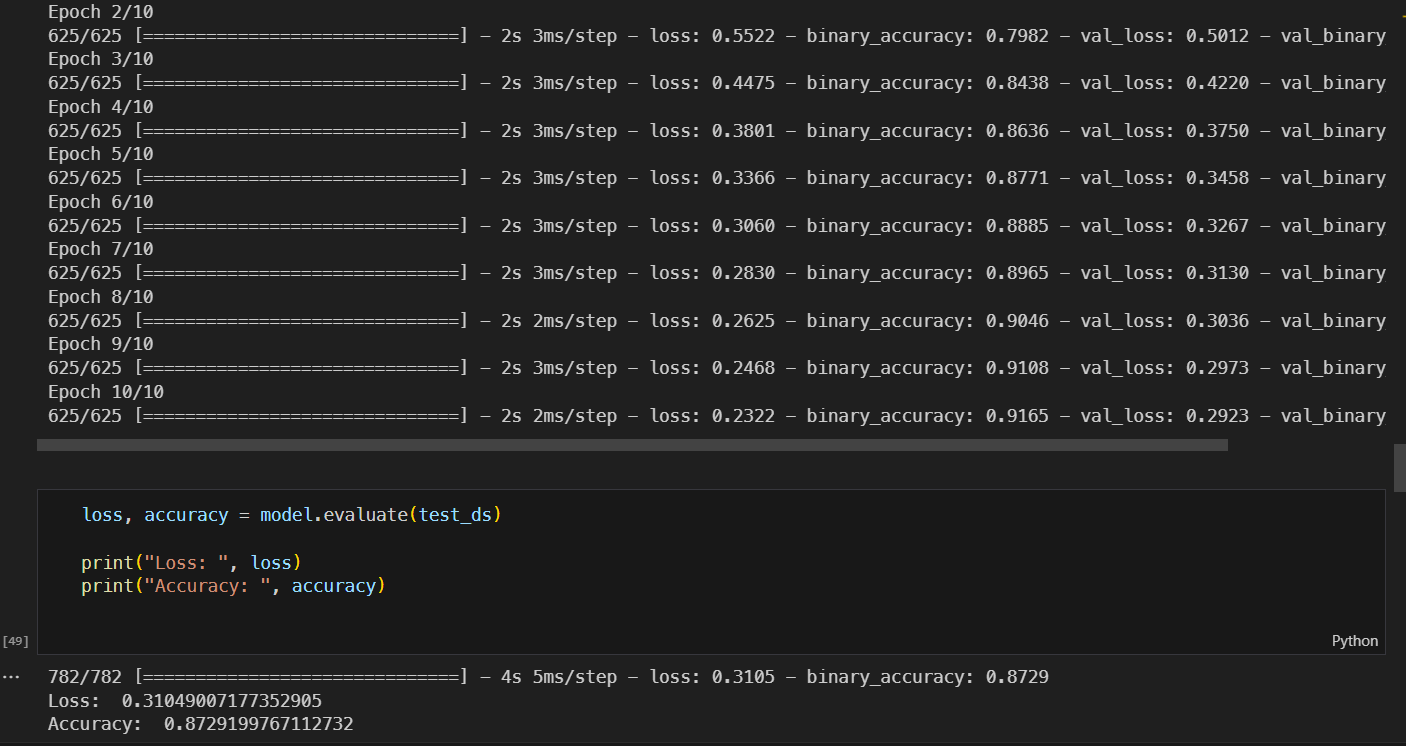 Epoch 2/10
625/625 [==============================] - 2s 3ms/step - loss: 0.5522 - binary_accuracy: 0.7982 - val_loss: 0.5012 - val_binary
Epoch 3/10
625/625 [==============================] - 2s 3ms/step - loss: 0.4475 - binary_accuracy: 0.8438 - val_loss: 0.4220 - val_binary
Epoch 4/10
625/625 [==============================] - 2s 3ms/step - loss: 0.3801 - binary_accuracy: 0.8636 - val_loss: 0.3750 - val_binary
Epoch 5/10
625/625 [==============================] - 2s 3ms/step - loss: 0.3366 - binary_accuracy: 0.8771 - val_loss: 0.3458 - val_binary
Epoch 6/10
625/625 [==============================] - 2s 3ms/step - loss: 0.3060 - binary_accuracy: 0.8885 - val_loss: 0.3267 - val_binary
Epoch 7/10
625/625 [==============================] - 2s 3ms/step - loss: 0.2830 - binary_accuracy: 0.8965 - val_loss: 0.3130 - val_binary
Epoch 8/10
625/625 [==============================] - 2s 2ms/step - loss: 0.2625 - binary_accuracy: 0.9046 - val_loss: 0.3036 - val_binary
Epoch 9/10
625/625 [==============================] - 2s 3ms/step - loss: 0.2468 - binary_accuracy: 0.9108 - val_loss: 0.2973 - val_binary
Epoch 10/10
625/625 [==============================] - 2s 2ms/step - loss: 0.2322 - binary_accuracy: 0.9165 - val_loss: 0.2923 - val_binary
loss, accuracy = model.evaluate(test_ds)
print("Loss: ", loss)
print("Accuracy: ", accuracy)
[49]
Python
...
782/782 [==============================] - 4s 5ms/step - loss: 0.3105 - binary_accuracy: 0.8729
Loss:  0.31049007177352905
Accuracy:  0.8729199767112732